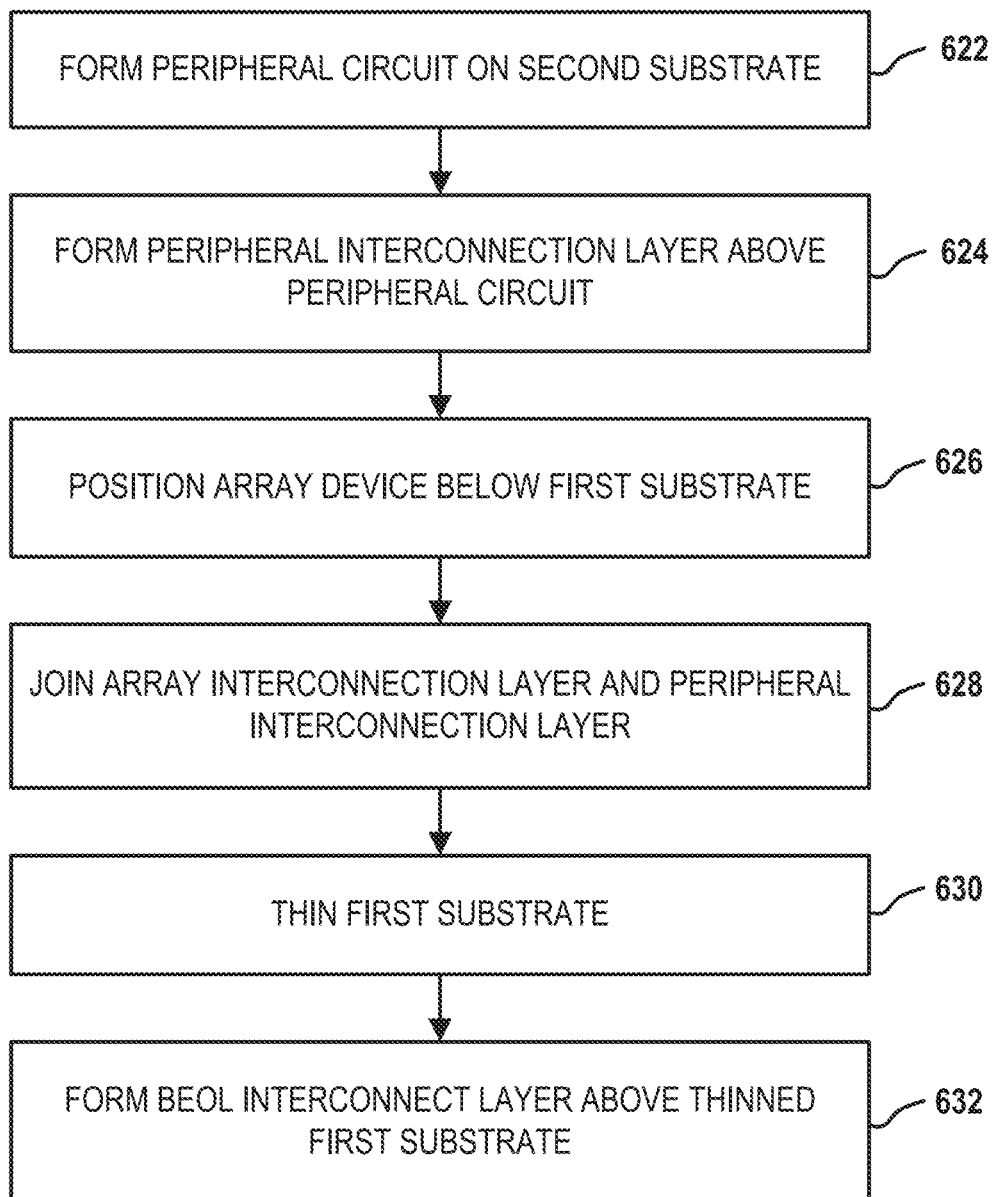 FORM PERIPHERAL CIRCUIT ON SECOND SUBSTRATE
622
FORM PERIPHERAL INTERCONNECTION LAYER ABOVE
PERIPHERAL CIRCUIT
624
POSITION ARRAY DEVICE BELOW FIRST SUBSTRATE
626
JOIN ARRAY INTERCONNECTION LAYER AND PERIPHERAL
INTERCONNECTION LAYER
628
THIN FIRST SUBSTRATE
630
FORM BEOL INTERCONNECT LAYER ABOVE THINNED
FIRST SUBSTRATE
632